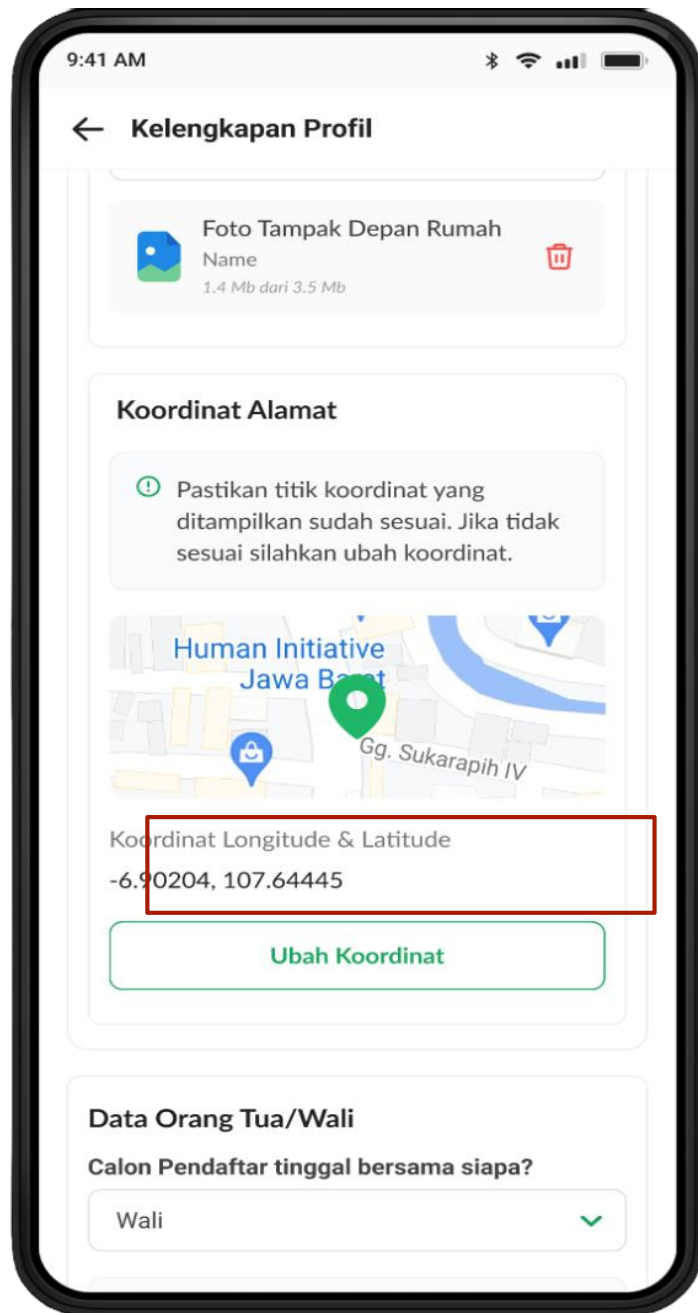 9:41 AM
Kelengkapan Profil
Foto Tampak Depan Rumah
Name
1.4 Mb dari 3.5 Mb
Koordinat Alamat
Pastikan titik koordinat yang
ditampilkan sudah sesuai. Jika tidak
sesuai silahkan ubah koordinat.
Human Initiative
Jawa Barat
Gg. Sukarapih IV
Koordinat Longitude & Latitude
-6.90204, 107.64445
Ubah Koordinat
Data Orang Tua/Wali
Calon Pendaftar tinggal bersama siapa?
Wali